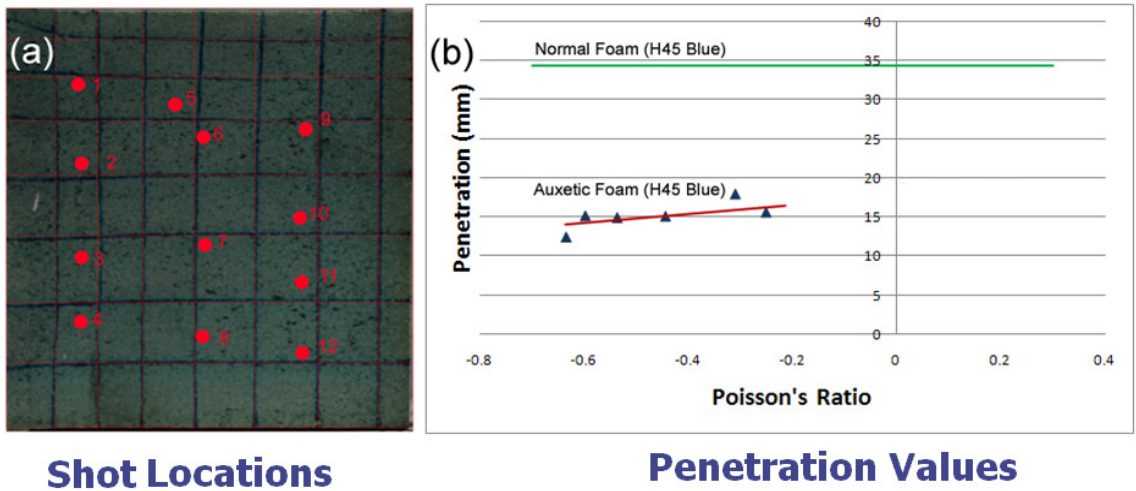 (a)
1
5
6
9
2
10
7
3
11
4
8
12
Shot Locations
(b)
40
Normal Foam (H45 Blue)
35
30
25
20
Auxetic Foam (H45 Blue)
15
10
5
0
Penetration (mm)
-0.8 -0.6 -0.4 -0.2 0 0.2 0.4
Poisson's Ratio
Penetration Values